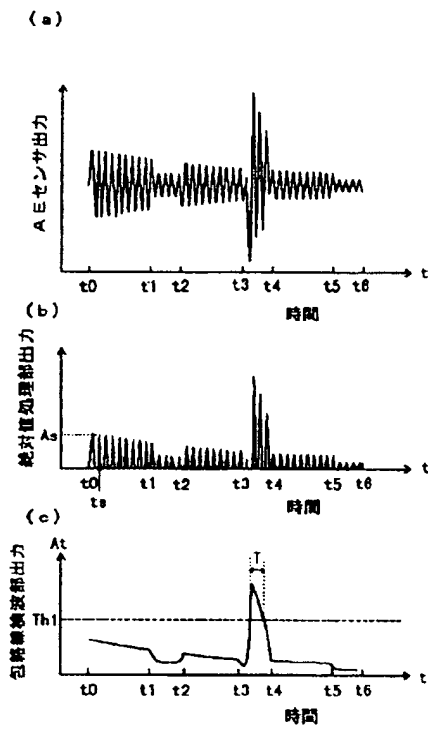 (a)
AEセンサ出力
t
t0 t1 t2 t3 t4 t5 t6
時間
(b)
絶対値処理部出力
As
t
t0 t1 t2 t3 t4 t5 t6
ts
時間
(c)
包絡線検波部出力
At
T
Th1
t
t0 t1 t2 t3 t4 t5 t6
時間